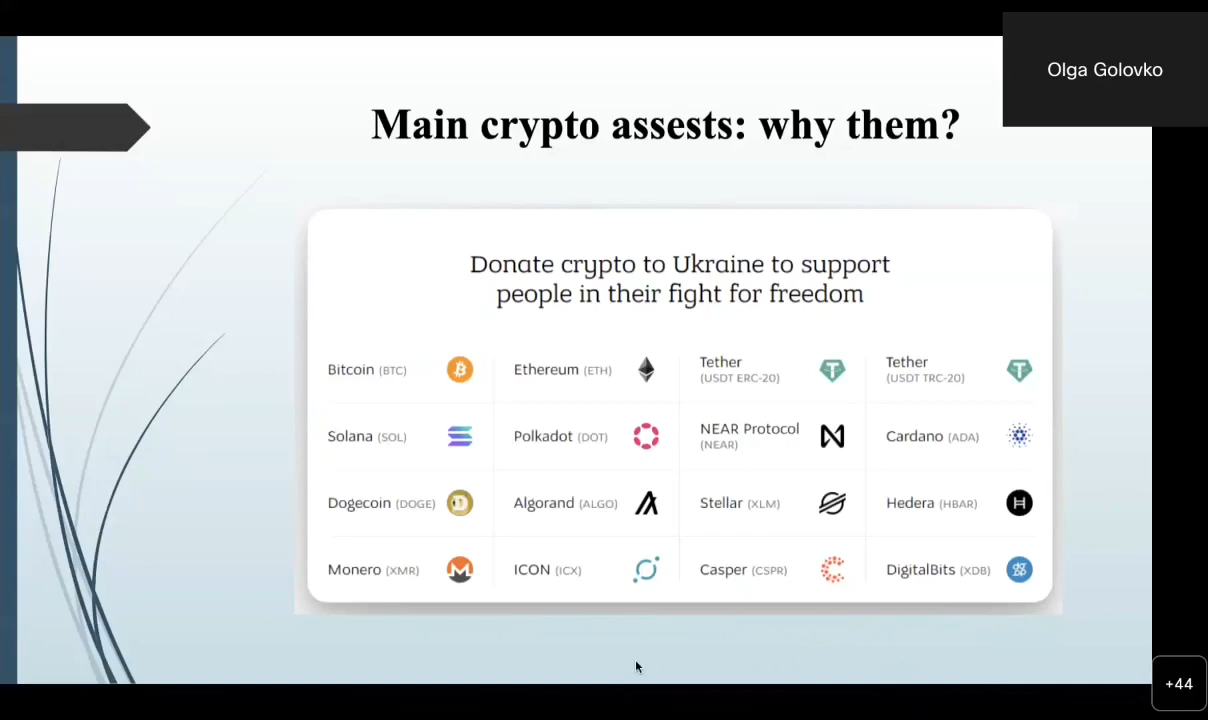 Olga Golovko
Main crypto assests: why them?
Donate crypto to Ukraine to support
people in their fight for freedom
Bitcoin (BTC)
Ethereum (ETH)
Tether
(USDT ERC-20)
Tether
(USDT TRC-20)
Solana (SOL)
Polkadot (DOT)
NEAR Protocol
(NEAR)
Cardano (ADA)
Dogecoin (DOGE)
Algorand (ALGO)
Stellar (XLM)
Hedera (HBAR)
Monero (XMR)
ICON (ICX)
Casper (CSPR)
DigitalBits (XDB)
+44